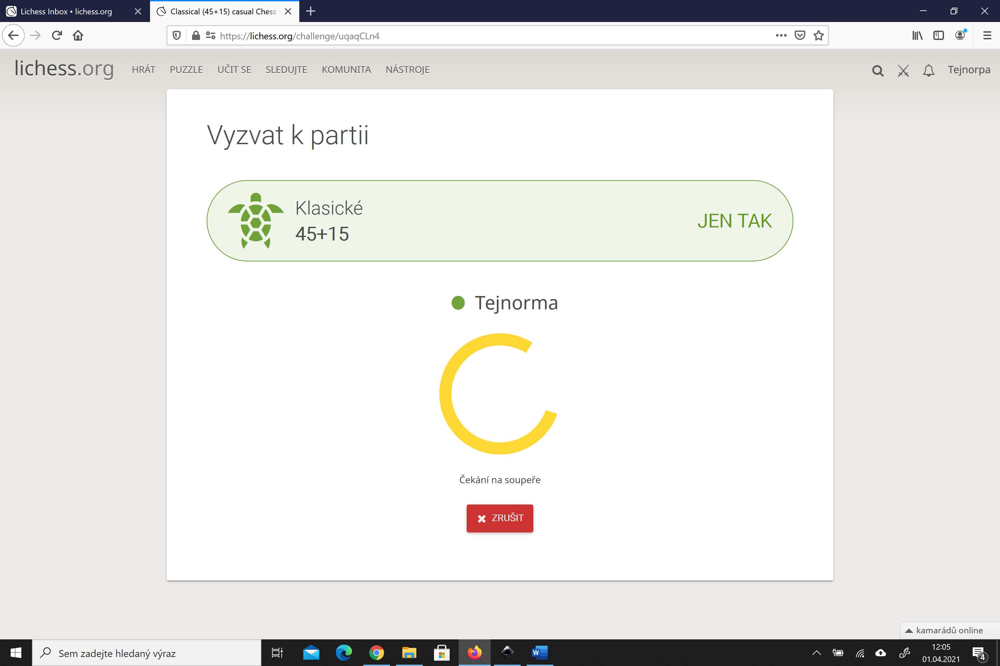 Lichess Inbox • lichess.org
Classical (45+15) casual Chess
https://lichess.org/challenge/uqaqCLn4
lichess.org HRÁT PUZZLE UČIT SE SLEDUJTE KOMUNITA NÁSTROJE Tejnorpa
Vyzvat k partii
Klasické
45+15
JEN TAK
Tejnorma
Čekání na soupeře
ZRUŠIT
kamarádů online
Sem zadejte hledaný výraz
W
12:05
01.04.2021
4